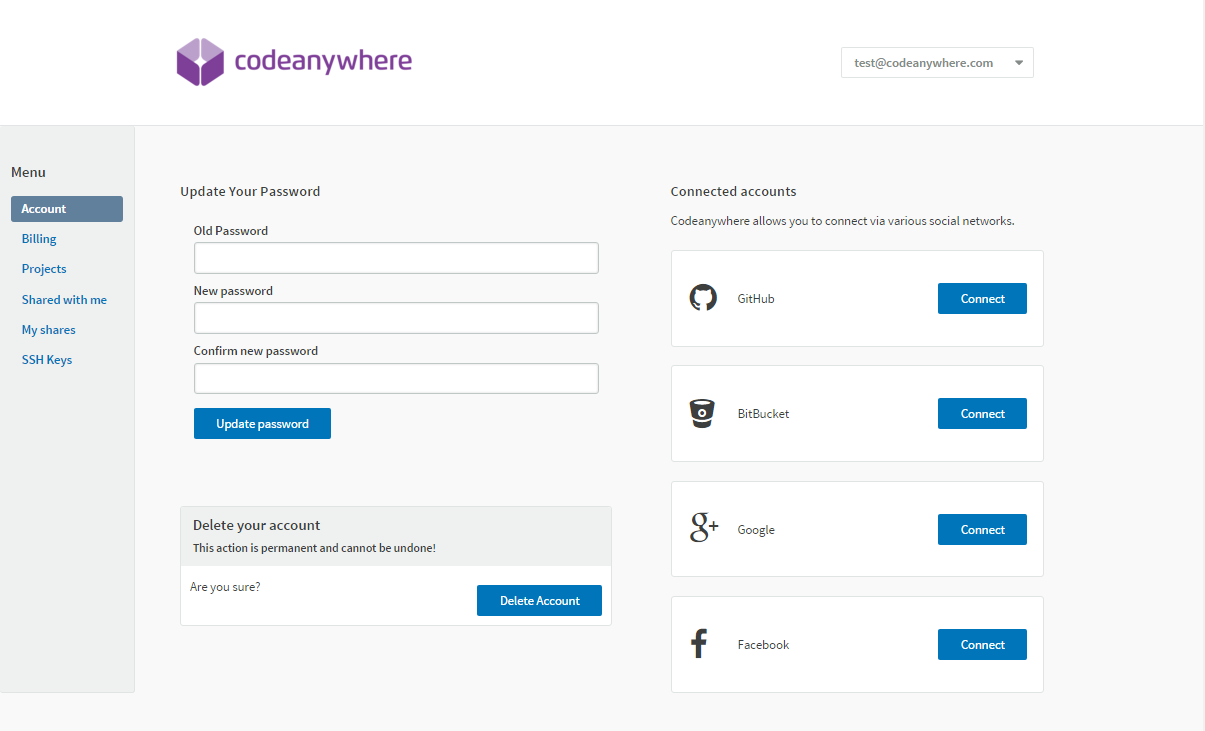 codeanywhere
test@codeanywhere.com
Menu
Account
Billing
Projects
Shared with me
My shares
SSH Keys
Update Your Password
Old Password
New password
Confirm new password
Update password
Delete your account
This action is permanent and cannot be undone!
Are you sure?
Delete Account
Connected accounts
Codeanywhere allows you to connect via various social networks.
GitHub
Connect
BitBucket
Connect
g+
Google
Connect
f
Facebook
Connect